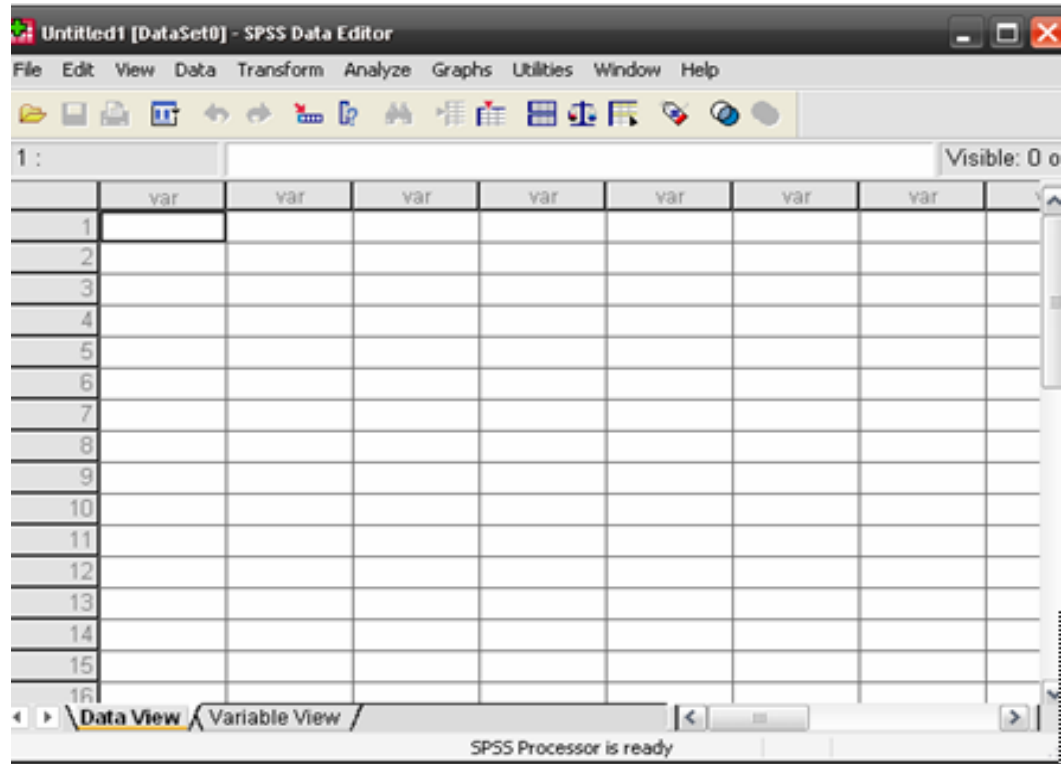 Untitled1 [DataSet0] - SPSS Data Editor
File Edit View Data Transform Analyze Graphs Utilities Window Help
1 : Visible: 0 o
var var var var var var var
1
2
3
4
5
6
7
8
9
10
11
12
13
14
15
16
Data View Variable View
SPSS Processor is ready